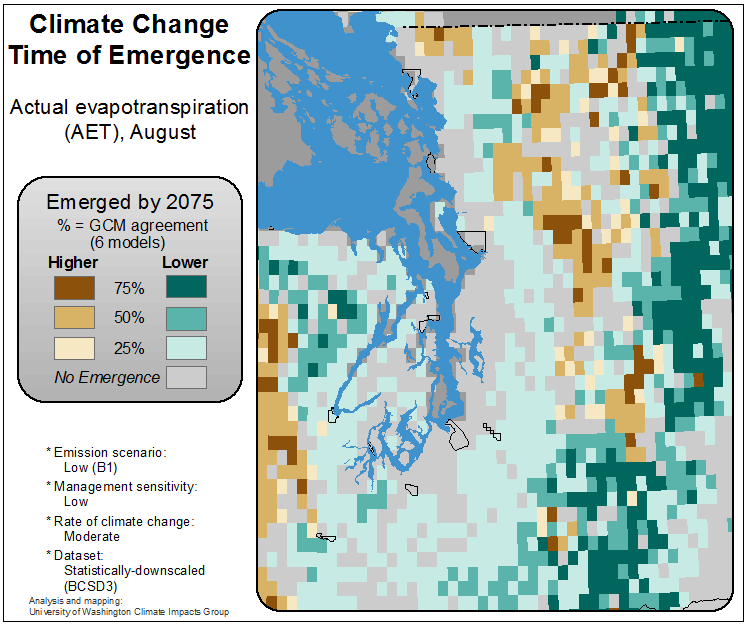 Climate Change
Time of Emergence
Actual evapotranspiration
(AET), August
Emerged by 2075
% = GCM agreement
(6 models)
Higher Lower
75%
50%
25%
No Emergence
* Emission scenario:
Low (B1)
* Management sensitivity:
Low
* Rate of climate change:
Moderate
* Dataset:
Statistically-downscaled
(BCSD3)
Analysis and mapping:
University of Washington Climate Impacts Group